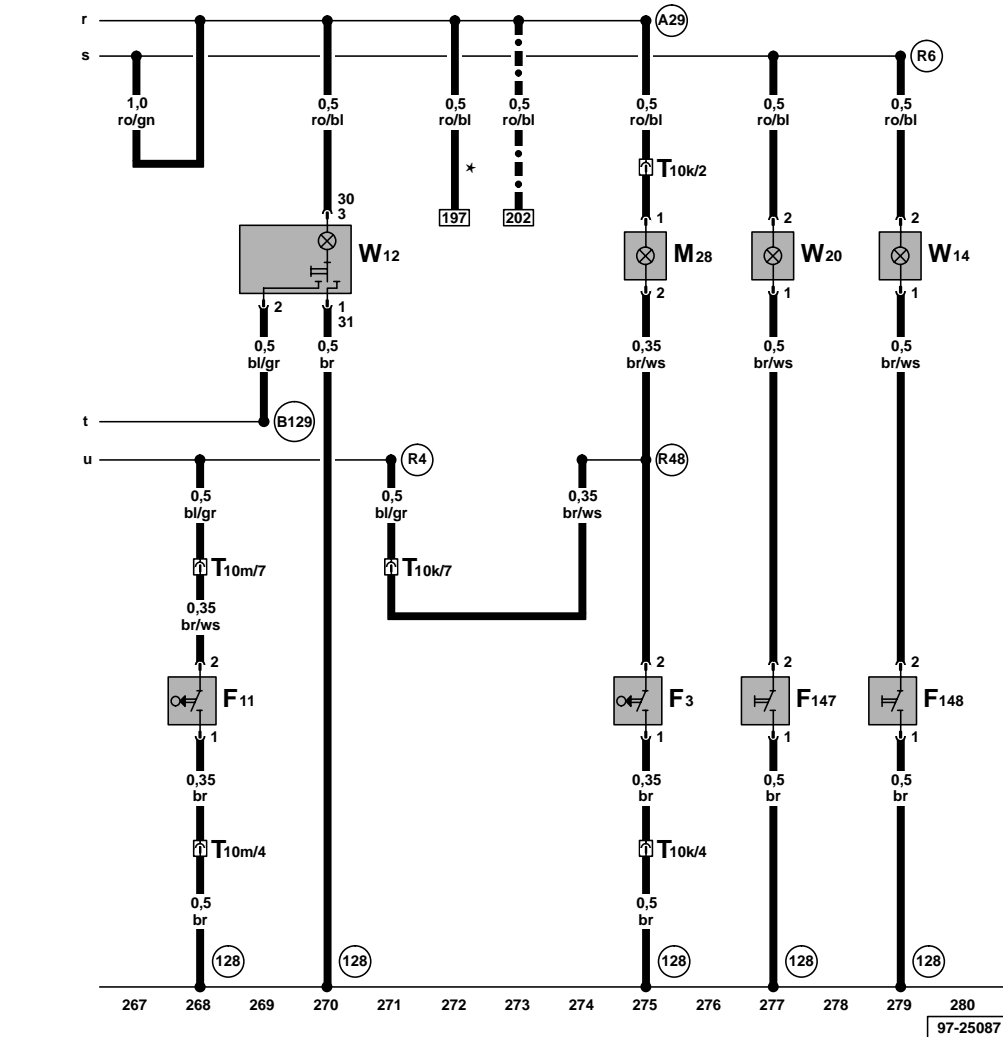 r A29
s R6
1,0 0,5 0,5 0,5 0,5 0,5 0,5
ro/gn ro/bl ro/bl ro/bl ro/bl ro/bl ro/bl
* T10k/2
30
3 197 202 1 2 2
W12 M28 W20 W14
2 1 2 1 1
31
0,5 0,5 0,35 0,5 0,5
bl/gr br br/ws br/ws br/ws
t B129
u R4 R48
0,5 0,5 0,35
bl/gr bl/gr br/ws
T10m/7 T10k/7
0,35
br/ws
2 2 2 2
F11 F3 F147 F148
1 1 1 1
0,35 0,35 0,5 0,5
br br br br
T10m/4 T10k/4
0,5 0,5
br br
128 128 128 128 128
267 268 269 270 271 272 273 274 275 276 277 278 279 280
97-25087